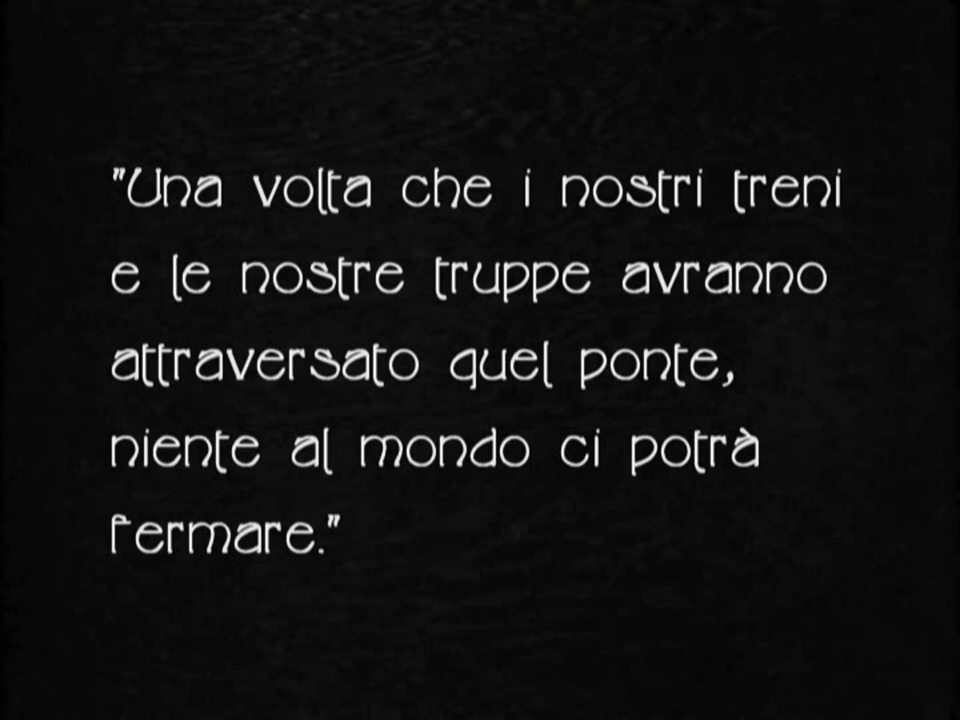 "Una volta che i nostri treni
e le nostre truppe avranno
attraversato quel ponte,
niente al mondo ci potrà
fermare."